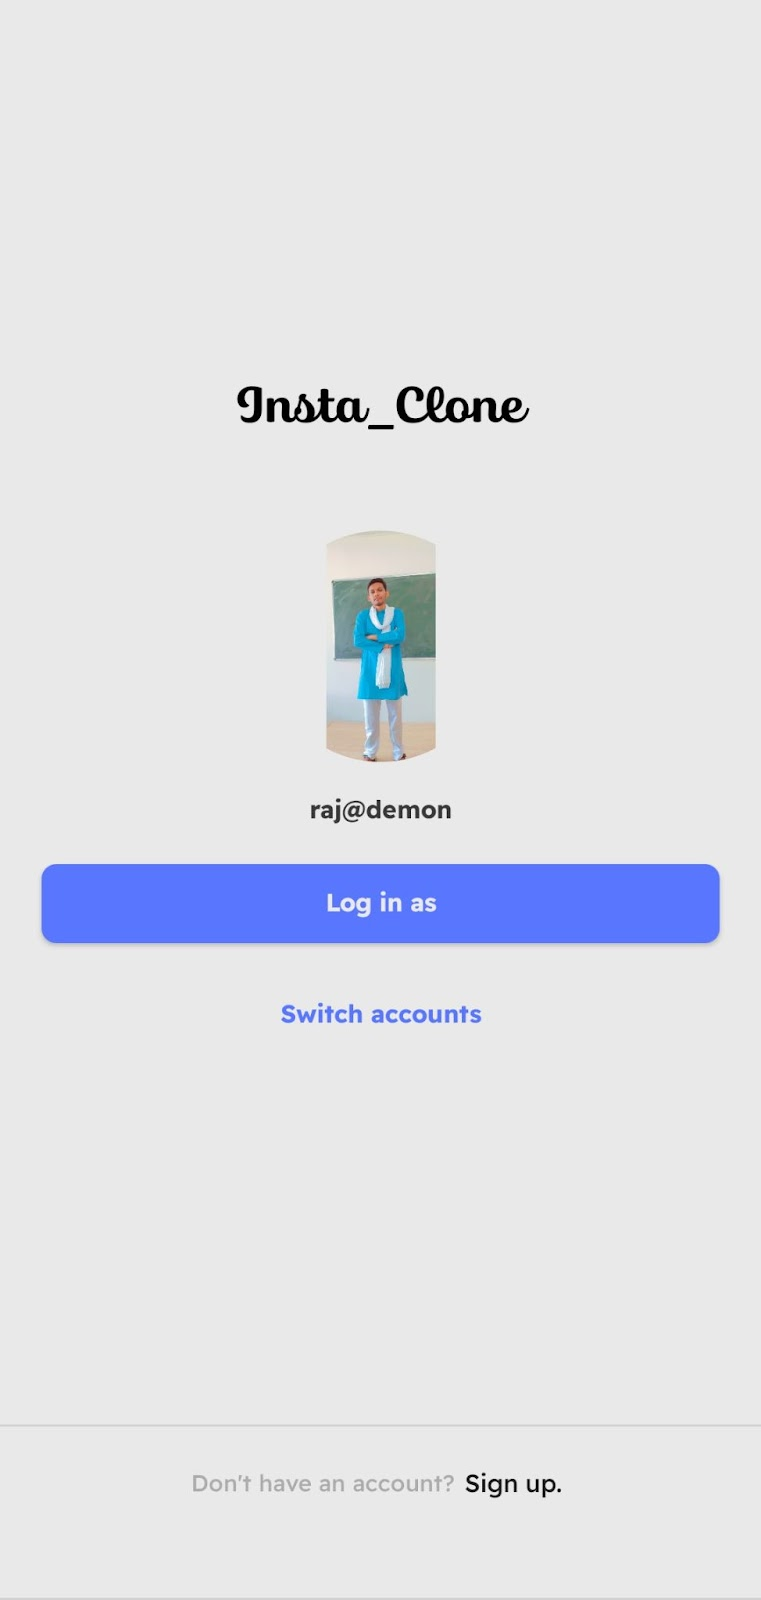 Insta_Clone
raj@demon
Log in as
Switch accounts
Don't have an account? Sign up.